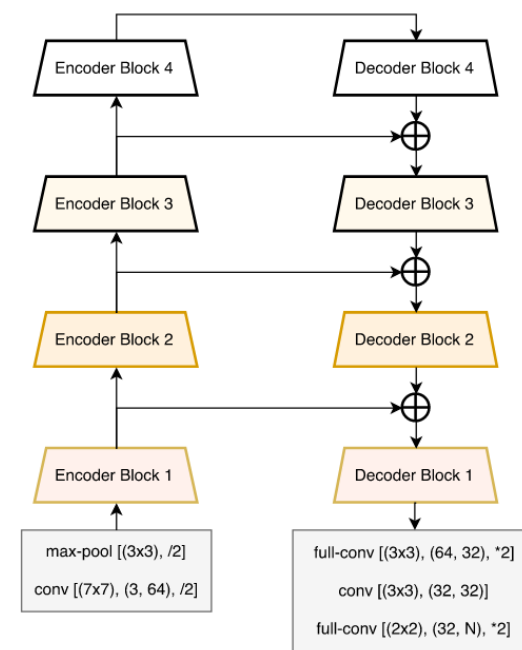 Encoder Block 4
Decoder Block 4
Encoder Block 3
Decoder Block 3
Encoder Block 2
Decoder Block 2
Encoder Block 1
Decoder Block 1
max-pool [(3x3), /2]
conv [(7x7), (3, 64), /2]
full-conv [(3x3), (64, 32), *2]
conv [(3x3), (32, 32)]
full-conv [(2x2), (32, N), *2]